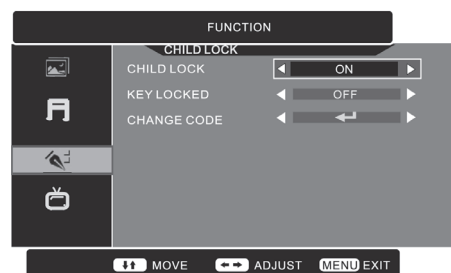 FUNCTION
CHILD LOCK
CHILD LOCK ON
KEY LOCKED OFF
CHANGE CODE
MOVE ADJUST MENU EXIT